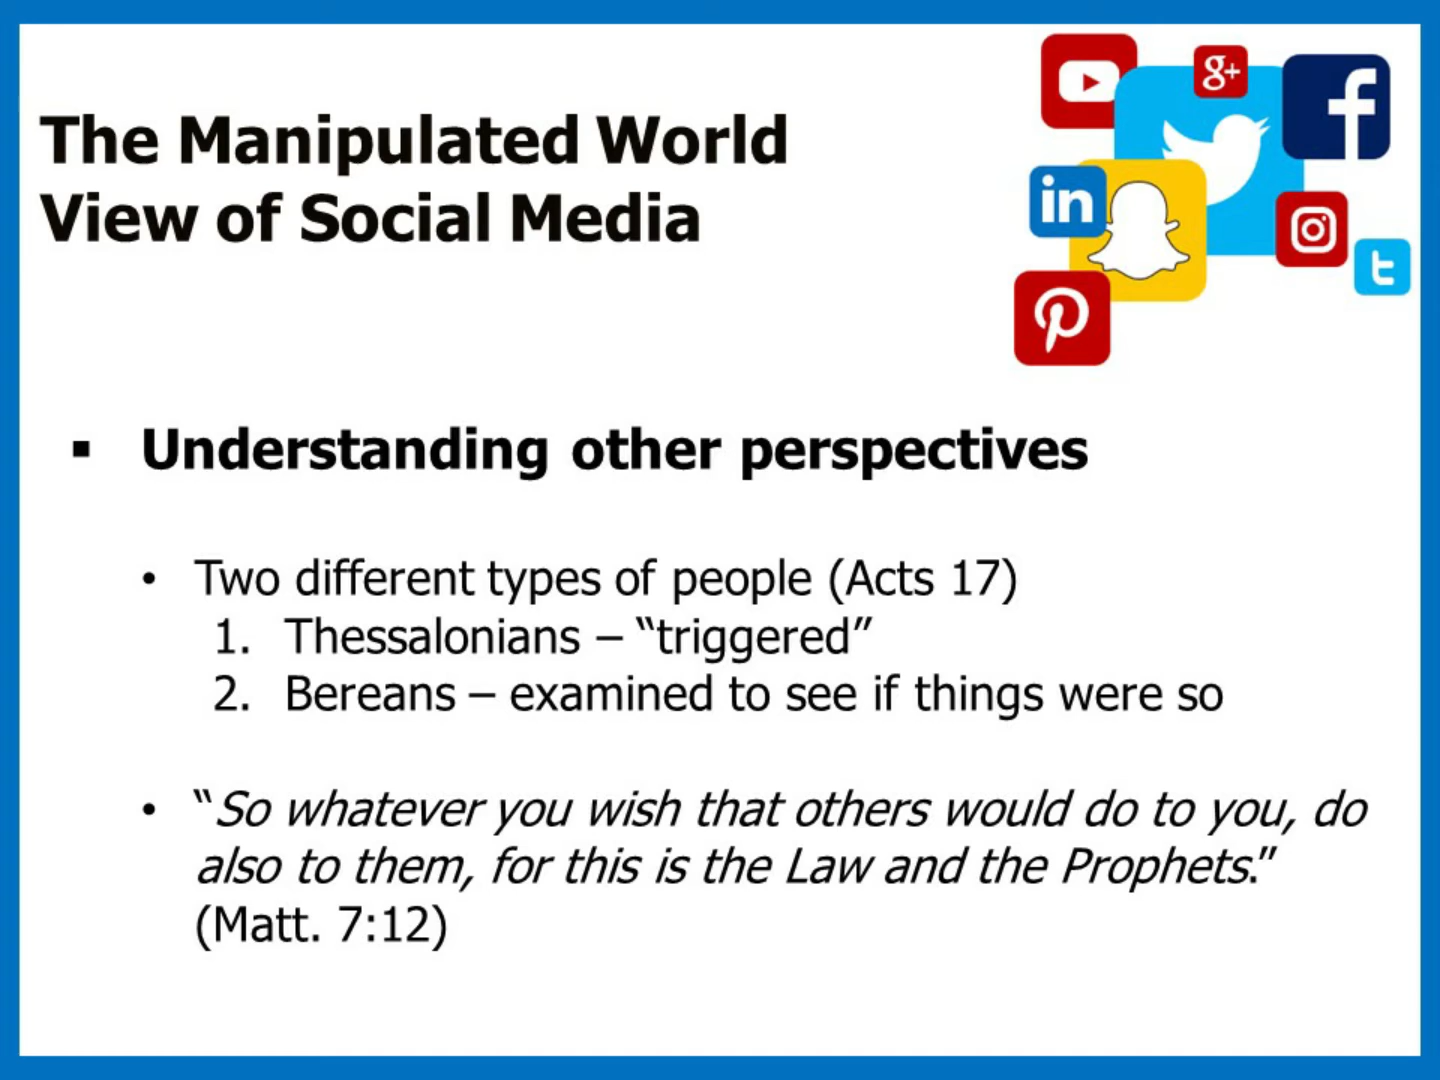 The Manipulated World
View of Social Media
g+
f
in
t
▪ Understanding other perspectives
• Two different types of people (Acts 17)
1. Thessalonians – “triggered”
2. Bereans – examined to see if things were so
• “So whatever you wish that others would do to you, do
also to them, for this is the Law and the Prophets.”
(Matt. 7:12)